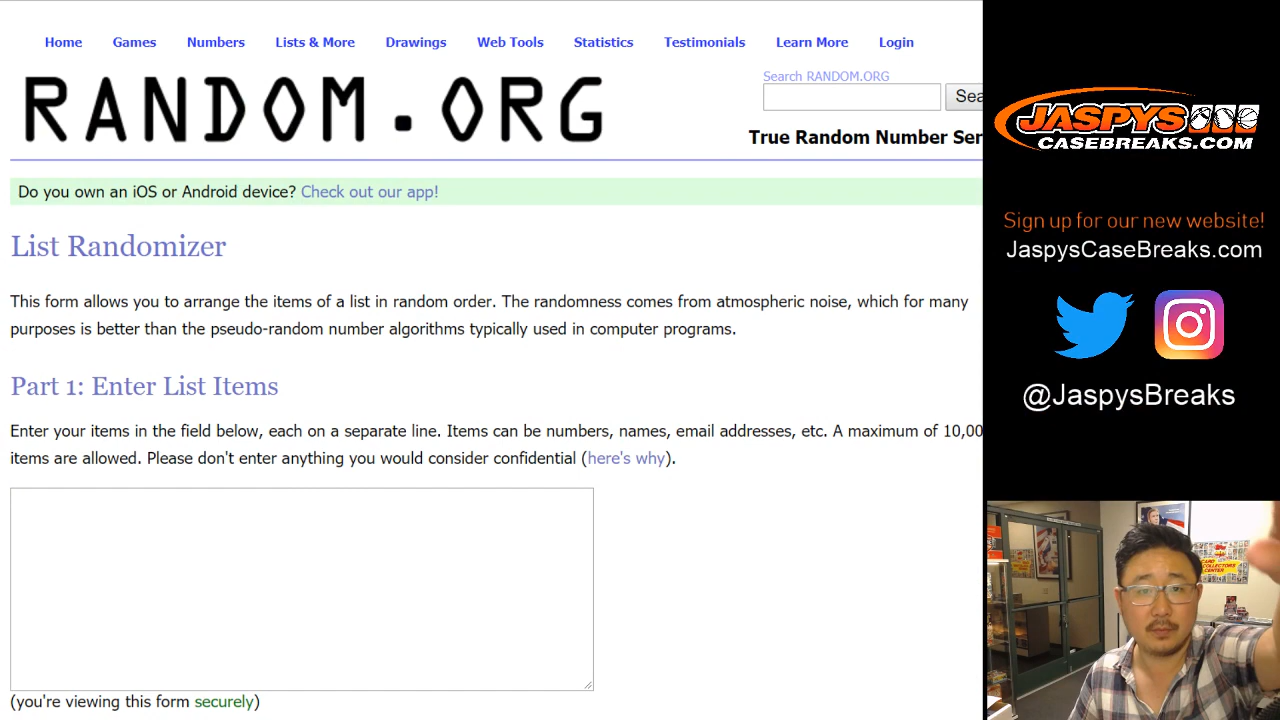 Home Games Numbers Lists & More Drawings Web Tools Statistics Testimonials Learn More Login
RANDOM.ORG
Search RANDOM.ORG
Sea
True Random Number Ser
Do you own an iOS or Android device? Check out our app!
List Randomizer
This form allows you to arrange the items of a list in random order. The randomness comes from atmospheric noise, which for many
purposes is better than the pseudo-random number algorithms typically used in computer programs.
Part 1: Enter List Items
Enter your items in the field below, each on a separate line. Items can be numbers, names, email addresses, etc. A maximum of 10,00
items are allowed. Please don't enter anything you would consider confidential (here's why).
(you're viewing this form securely)
JASPYS
CASEBREAKS.COM
Sign up for our new website!
JaspysCaseBreaks.com
@JaspysBreaks
CARD
COLLECTORS
CENTER